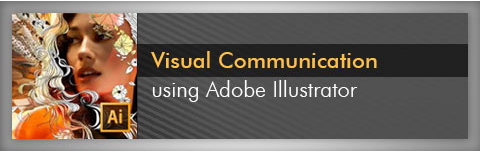 Visual Communication
using Adobe Illustrator
Ai